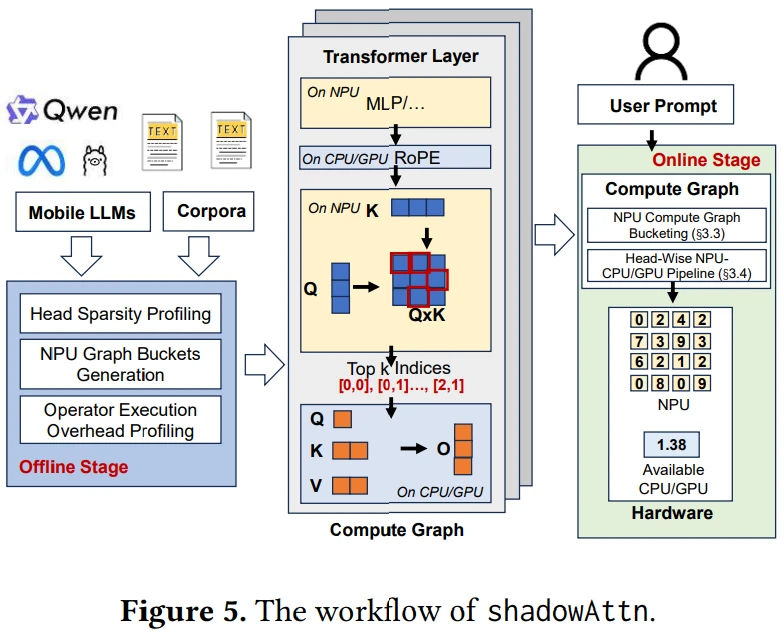 Qwen
TEXT
TEXT
Mobile LLMs
Corpora
Head Sparsity Profiling
NPU Graph Buckets
Generation
Operator Execution
Overhead Profiling
Offline Stage
Transformer Layer
On NPU MLP/...
On CPU/GPU RoPE
On NPU K
Q
QxK
Top k Indices
[0,0], [0,1]..., [2,1]
Q
K
V
O
On CPU/GPU
Compute Graph
User Prompt
Online Stage
Compute Graph
NPU Compute Graph
Bucketing (§3.3)
Head-Wise NPU-
CPU/GPU Pipeline (§3.4)
0 2 4 2
7 3 9 3
6 2 1 2
0 8 0 9
NPU
1.38
Available
CPU/GPU
Hardware
Figure 5. The workflow of shadowAttn.